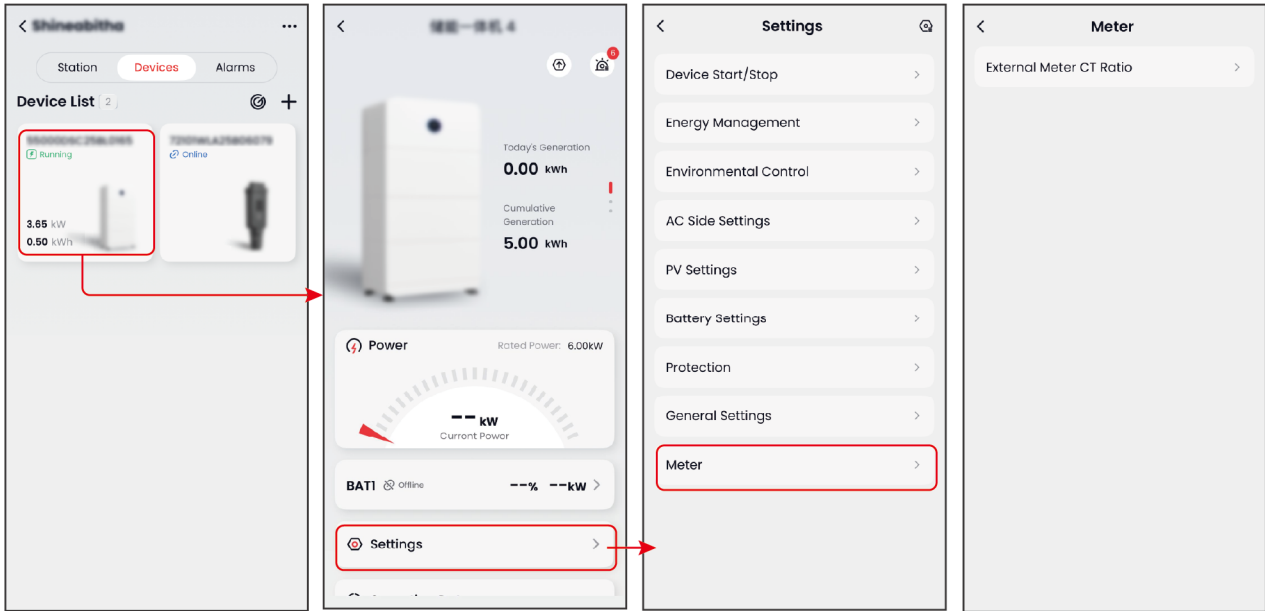 Station
Devices
Alarms
Device List 2
Running
Online
3.65 kW
0.50 kWh
6
Today's Generation
0.00 kWh
Cumulative
Generation
5.00 kWh
Power
Rated Power: 6.00kW
-- kW
Current Power
BAT1 Offline --% --kW
Settings
Settings
Device Start/Stop
Energy Management
Environmental Control
AC Side Settings
PV Settings
Battery Settings
Protection
General Settings
Meter
Meter
External Meter CT Ratio